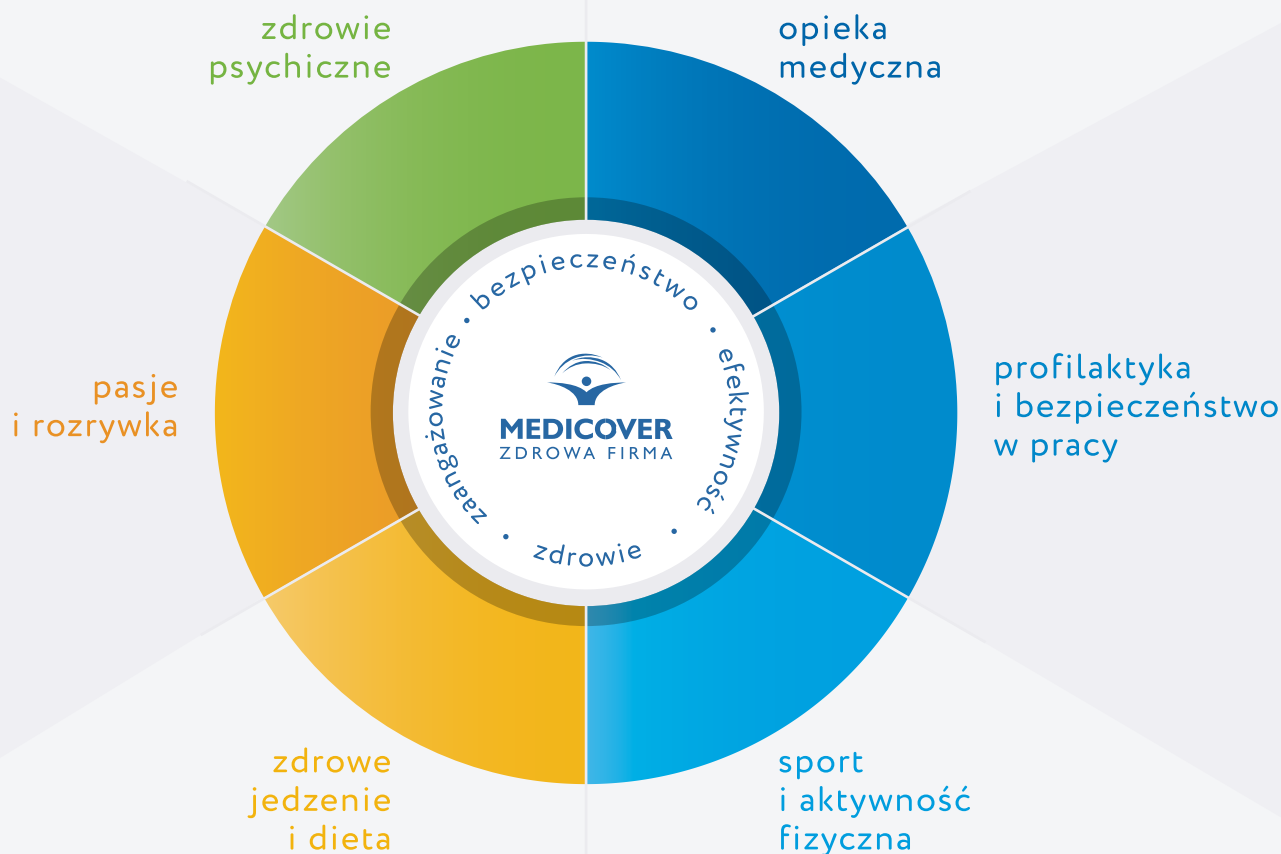 zdrowie
psychiczne
opieka
medyczna
pasje
i rozrywka
profilaktyka
i bezpieczeństwo
w pracy
zdrowe
jedzenie
i dieta
sport
i aktywność
fizyczna
bezpieczeństwo • efektywność • zdrowie • zaangażowanie •
MEDICOVER
ZDROWA FIRMA